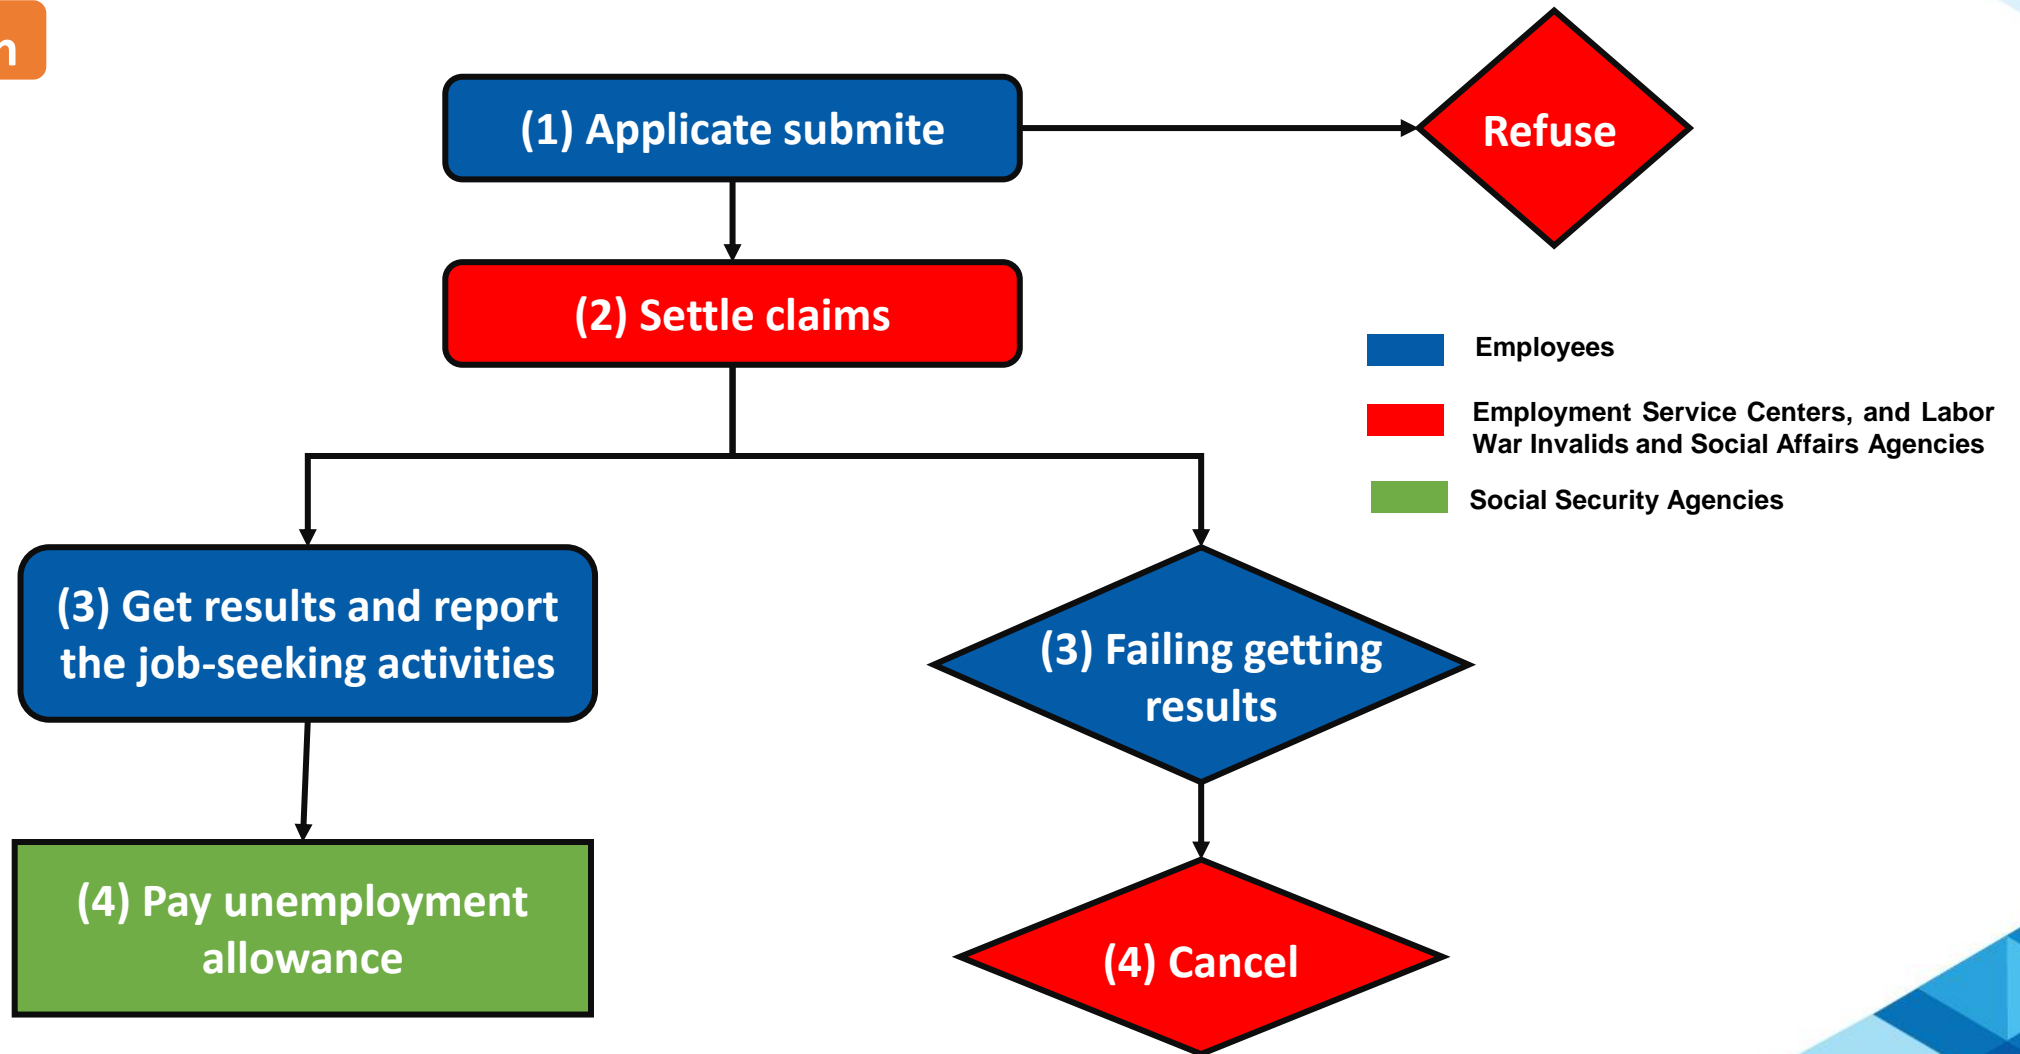 (1) Applicate submite
Refuse
(2) Settle claims
Employees
Employment Service Centers, and Labor
War Invalids and Social Affairs Agencies
Social Security Agencies
(3) Get results and report
the job-seeking activities
(3) Failing getting
results
(4) Pay unemployment
allowance
(4) Cancel